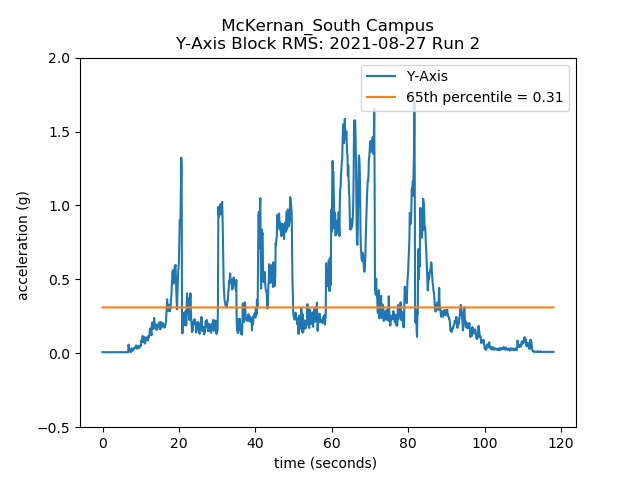 McKernan_South Campus
Y-Axis Block RMS: 2021-08-27 Run 2
2.0
1.5
1.0
0.5
0.0
−0.5
acceleration (g)
Y-Axis
65th percentile = 0.31
0 20 40 60 80 100 120
time (seconds)